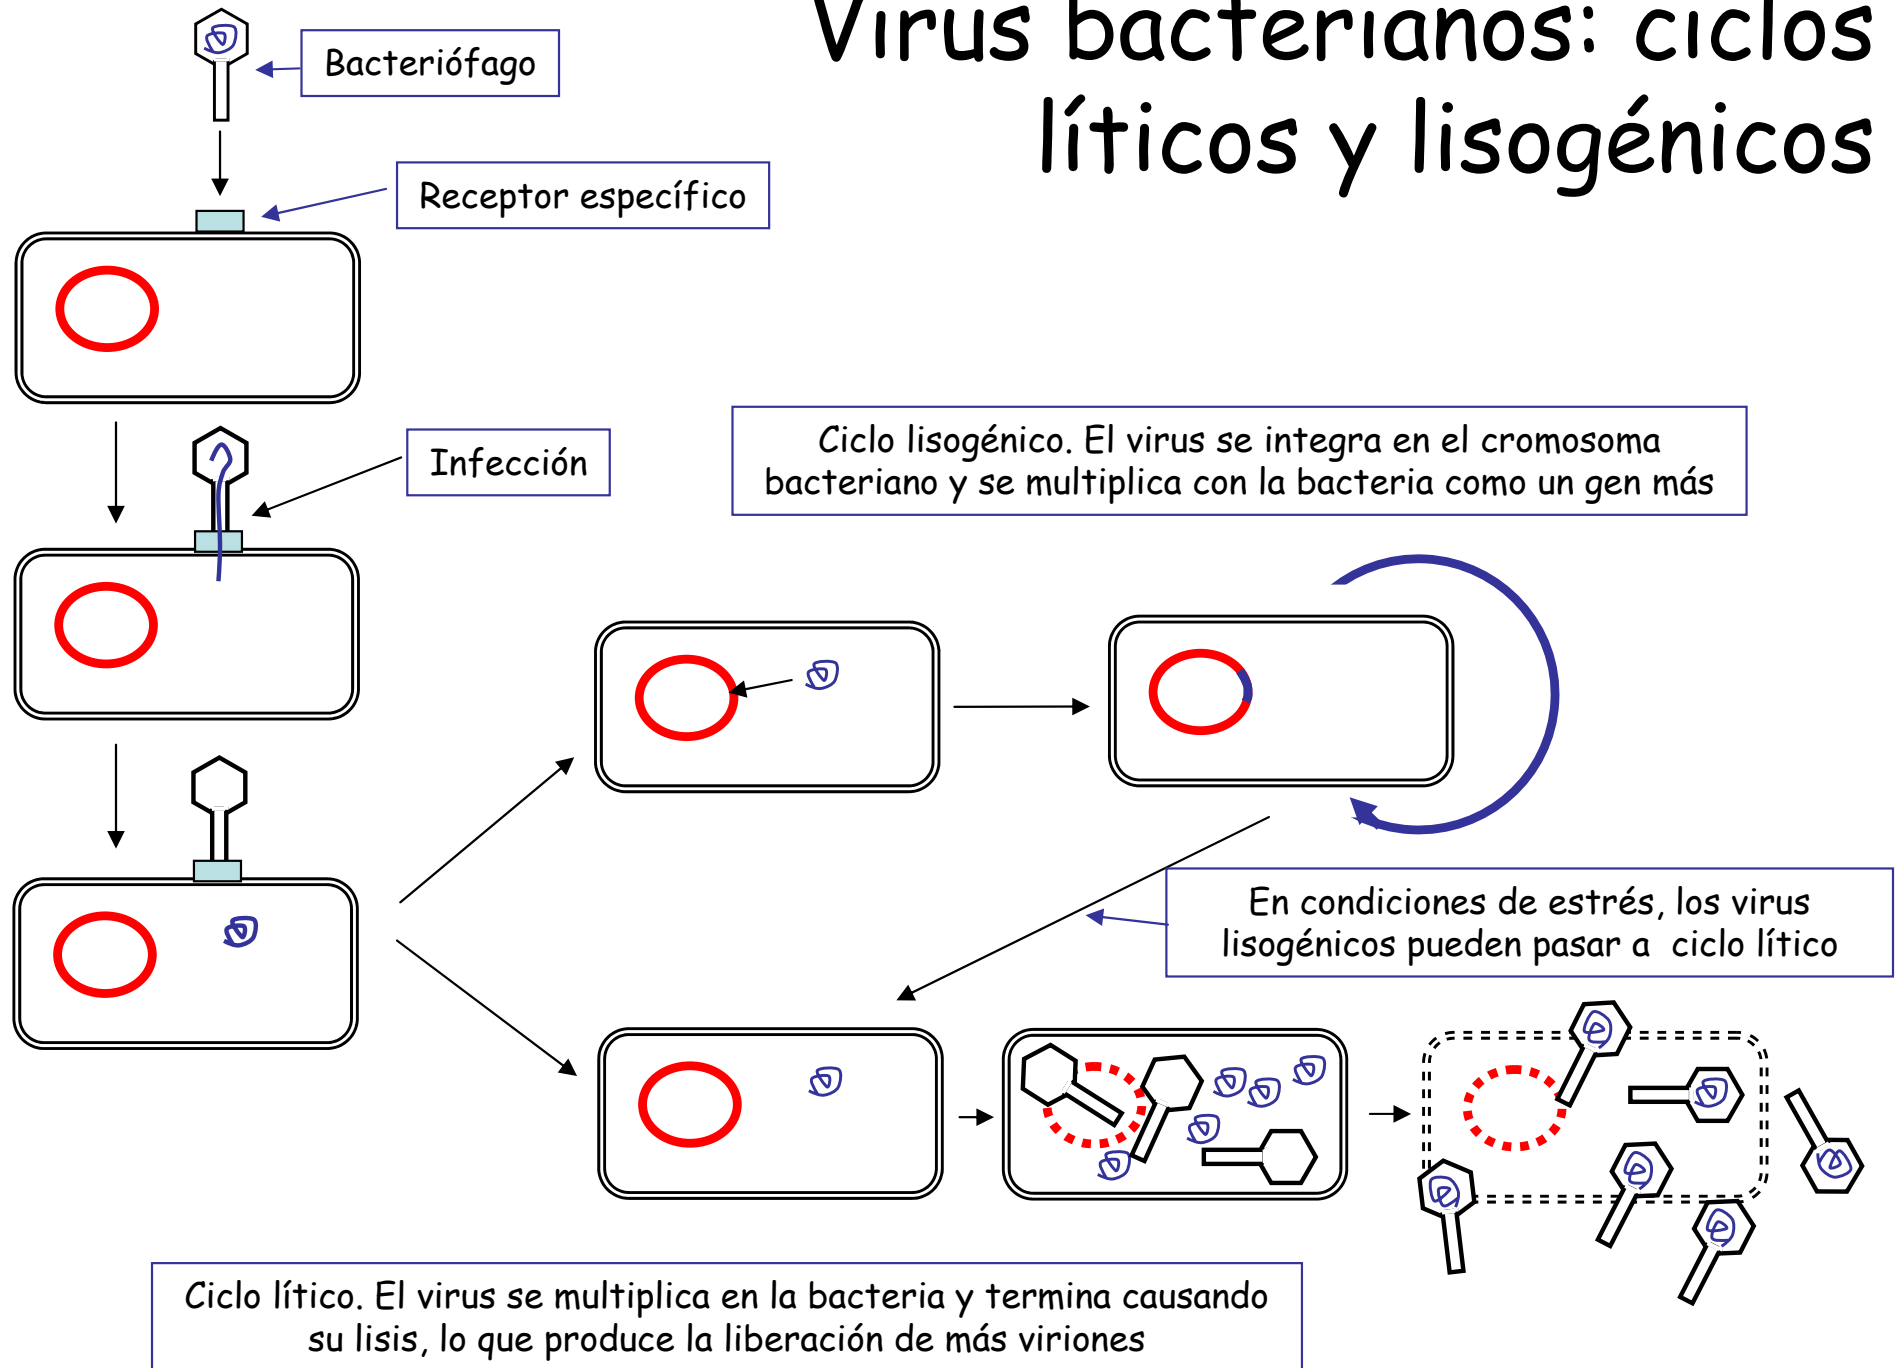 Virus bacterianos: ciclos
líticos y lisogénicos
Bacteriófago
Receptor específico
Infección
Ciclo lisogénico. El virus se integra en el cromosoma
bacteriano y se multiplica con la bacteria como un gen más
En condiciones de estrés, los virus
lisogénicos pueden pasar a ciclo lítico
Ciclo lítico. El virus se multiplica en la bacteria y termina causando
su lisis, lo que produce la liberación de más viriones